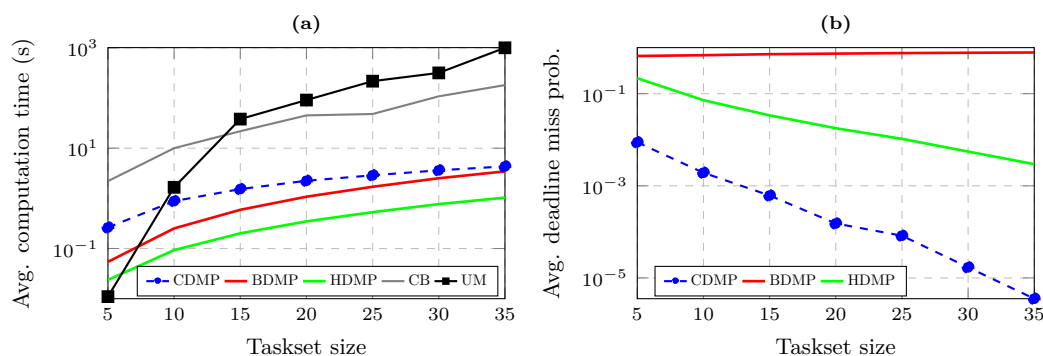 (a)
Avg. computation time (s)
10^3
10^1
10^−1
5 10 15 20 25 30 35
CDMP BDMP HDMP CB UM
Taskset size
(b)
Avg. deadline miss prob.
10^−1
10^−3
10^−5
5 10 15 20 25 30 35
CDMP BDMP HDMP
Taskset size